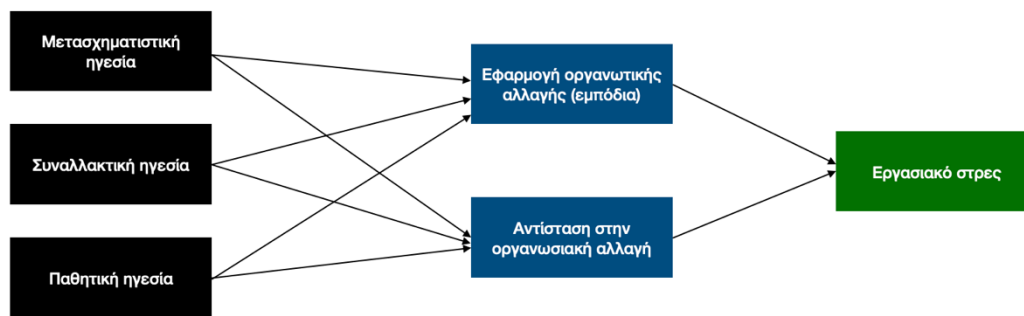 Μετασχηματιστική
ηγεσία
Συναλλακτική ηγεσία
Παθητική ηγεσία
Εφαρμογή οργανωτικής
αλλαγής (εμπόδια)
Αντίσταση στην
οργανωσιακή αλλαγή
Εργασιακό στρες